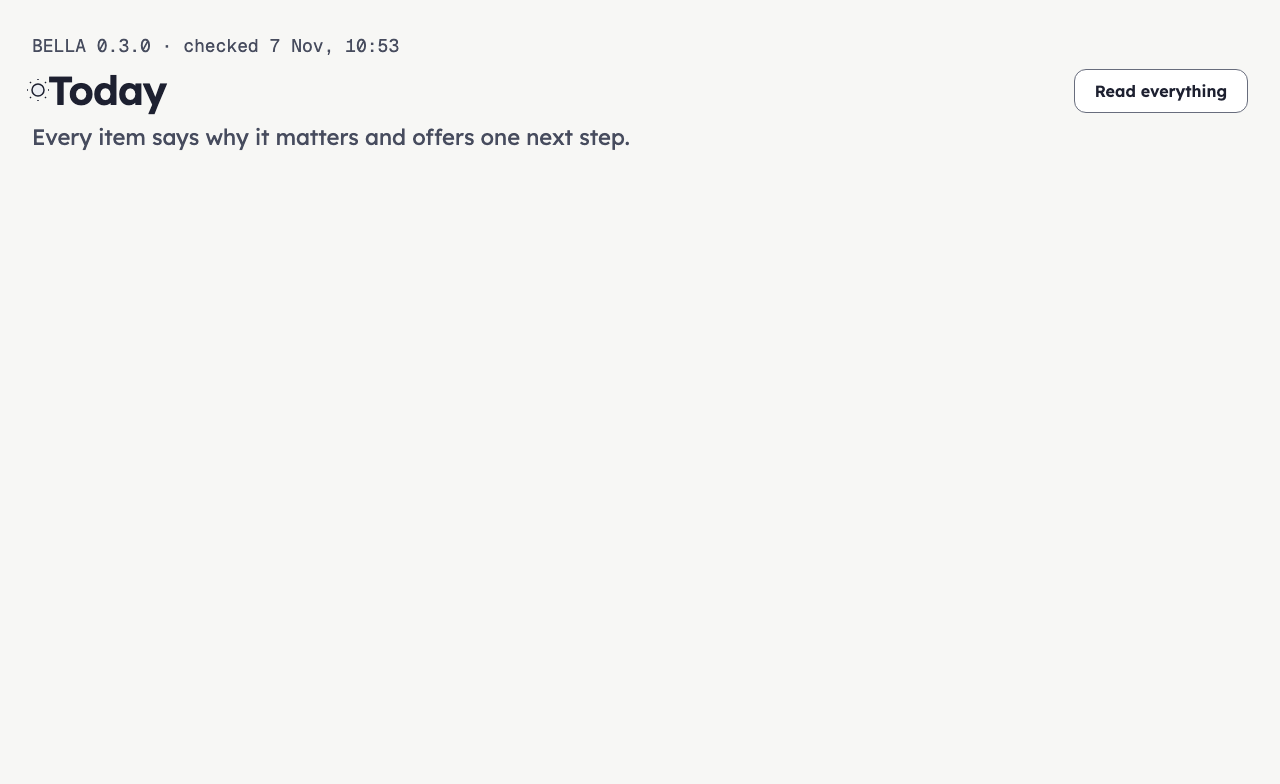 BELLA 0.3.0 · checked 7 Nov, 10:53
Today
Read everything
Every item says why it matters and offers one next step.